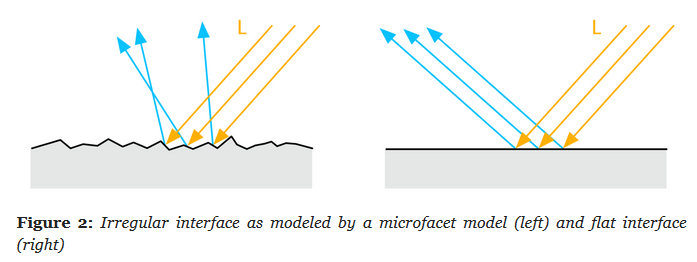 L
L
Figure 2: Irregular interface as modeled by a microfacet model (left) and flat interface
(right)